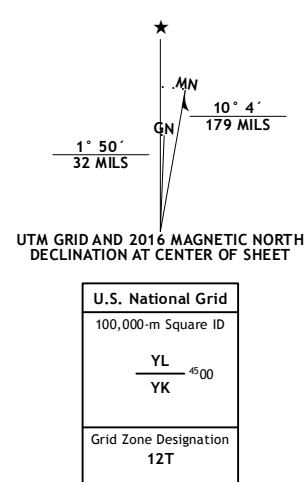 ★
MN
GN
10° 4´
179 MILS
1° 50´
32 MILS
UTM GRID AND 2016 MAGNETIC NORTH
DECLINATION AT CENTER OF SHEET
U.S. National Grid
100,000-m Square ID
YL
4500
YK
Grid Zone Designation
12T